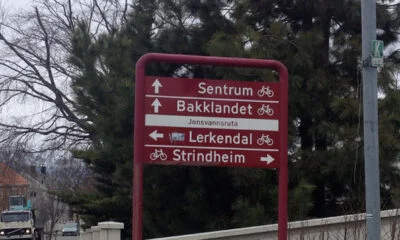 Sentrum
Bakklandet
Jonsvannsruta
Lerkendal
Strindheim